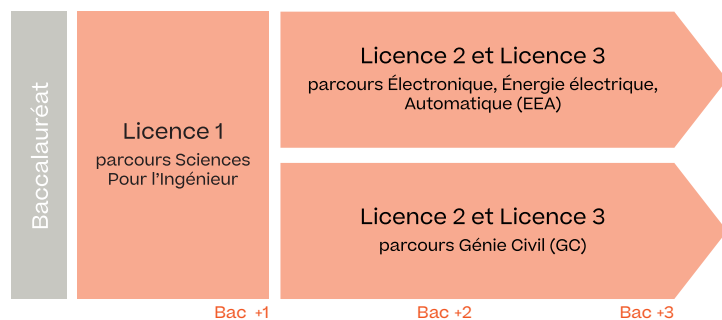 Baccalauréat
Licence 1
parcours Sciences
Pour l’Ingénieur
Licence 2 et Licence 3
parcours Électronique, Énergie électrique,
Automatique (EEA)
Licence 2 et Licence 3
parcours Génie Civil (GC)
Bac +1
Bac +2
Bac +3